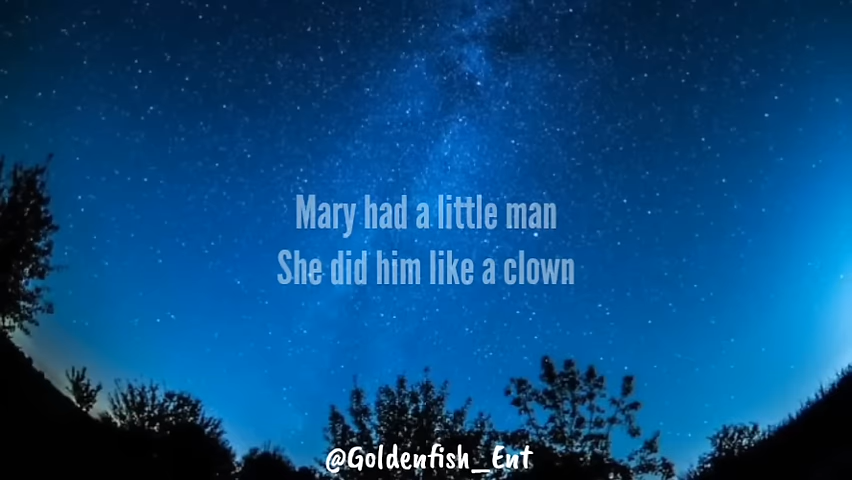 Mary had a little man
She did him like a clown
@Goldenfish_Ent